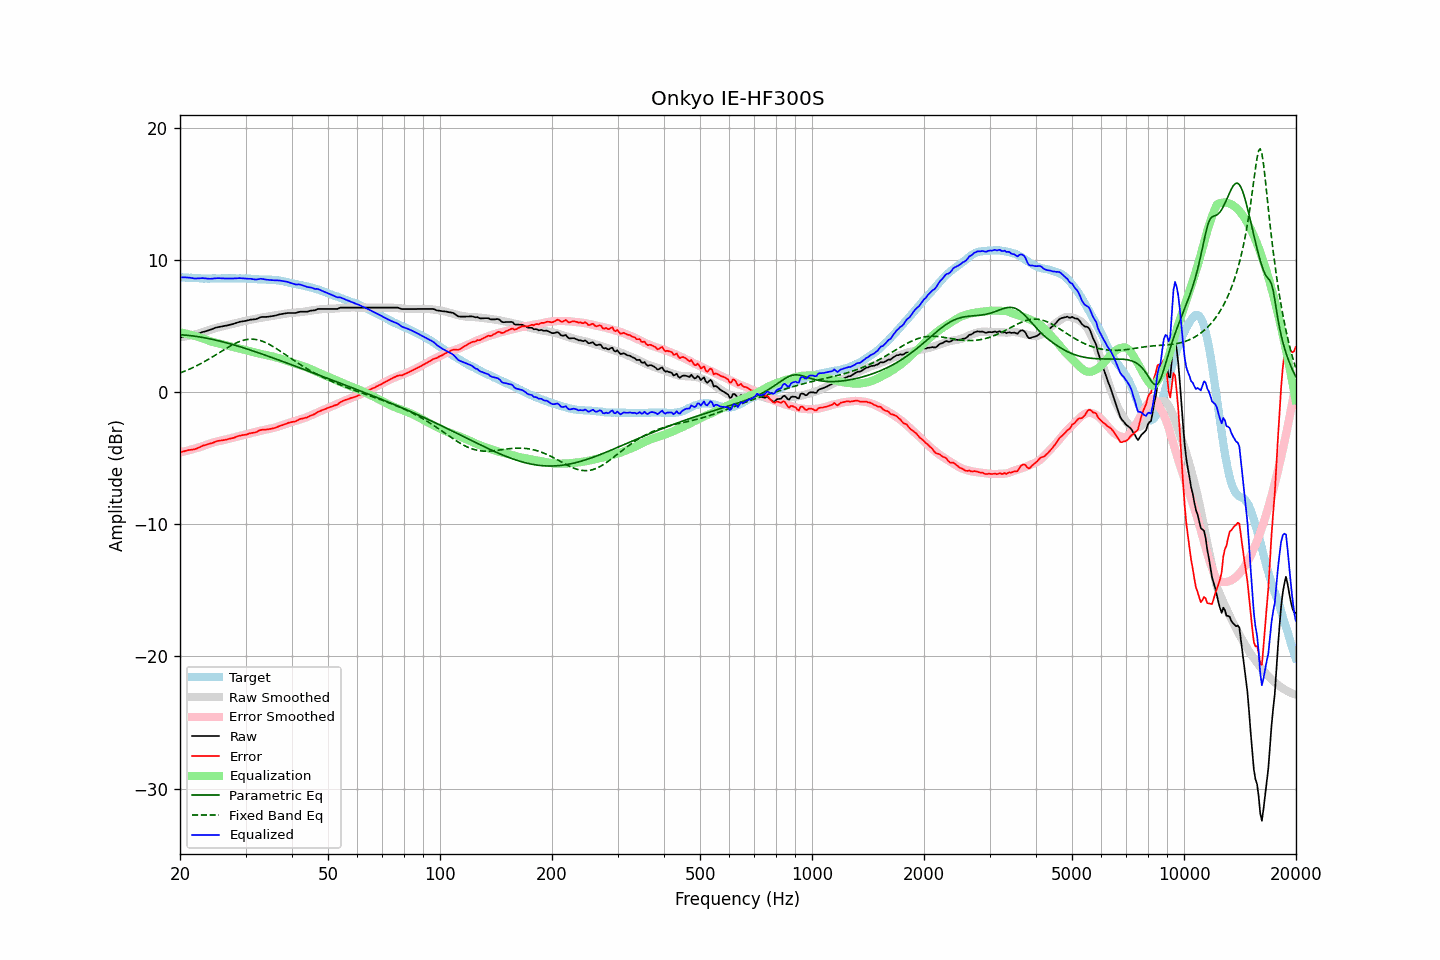 Onkyo IE-HF300S
20
10
0
−10
−20
−30
Amplitude (dBr)
Target
Raw Smoothed
Error Smoothed
Raw
Error
Equalization
Parametric Eq
Fixed Band Eq
Equalized
20 50 100 200 500 1000 2000 5000 10000 20000
Frequency (Hz)